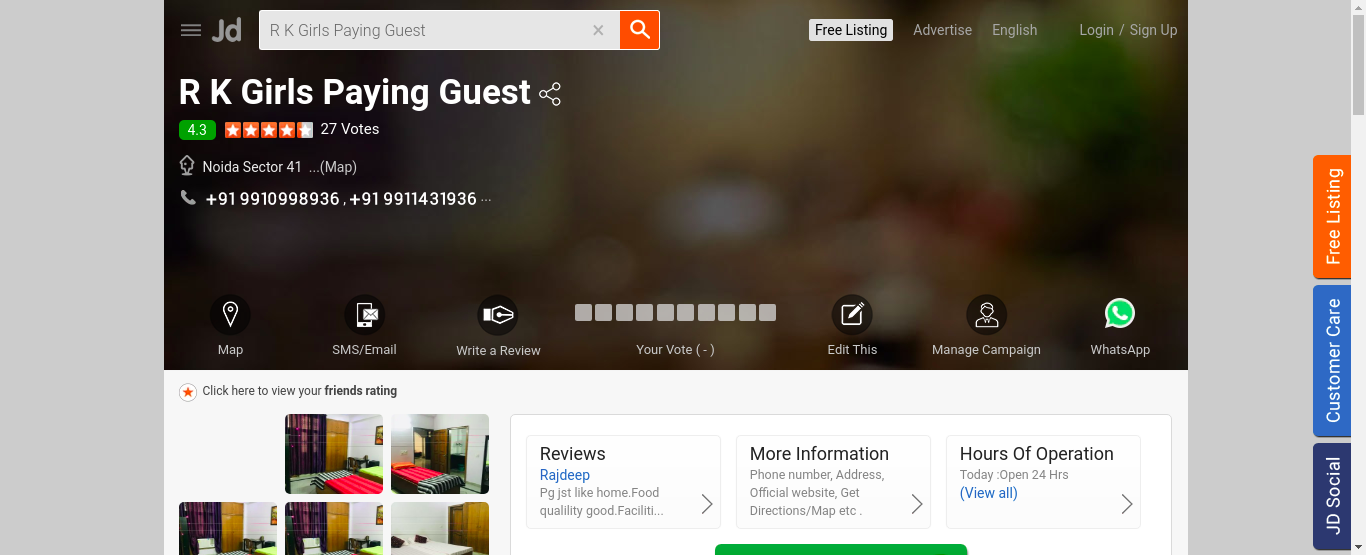 Jd
R K Girls Paying Guest
×
Free Listing
Advertise
English
Login / Sign Up
R K Girls Paying Guest
4.3
27 Votes
Noida Sector 41 ...(Map)
+91 9910998936 , +91 9911431936 ...
Map
SMS/Email
Write a Review
Your Vote ( - )
Edit This
Manage Campaign
WhatsApp
Free Listing
Customer Care
JD Social
Click here to view your friends rating
Reviews
Rajdeep
Pg jst like home.Food
qualility good.Faciliti...
More Information
Phone number, Address,
Official website, Get
Directions/Map etc .
Hours Of Operation
Today :Open 24 Hrs
(View all)